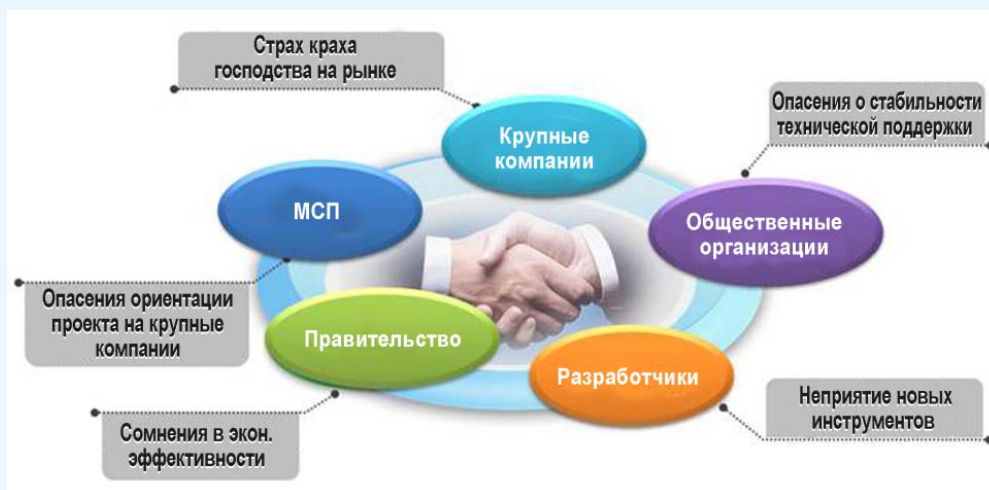 Страх краха
господства на рынке
Крупные
компании
Опасения о стабильности
технической поддержки
МСП
Общественные
организации
Опасения ориентации
проекта на крупные
компании
Правительство
Разработчики
Неприятие новых
инструментов
Сомнения в экон.
эффективности